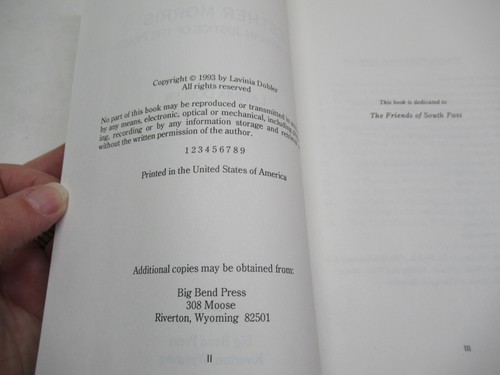 Copyright © 1993 by Lavinia Dobler
All rights reserved
No part of this book may be reproduced or transmitted in
by any means, electronic, optical or mechanical, including
ing, recording or by any information storage and
without the written permission of the author.
1 2 3 4 5 6 7 8 9
Printed in the United States of America
Additional copies may be obtained from:
Big Bend Press
308 Moose
Riverton, Wyoming 82501
II
This book is dedicated to
The Friends of South Pass
III